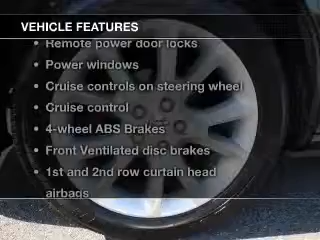 VEHICLE FEATURES
• Remote power door locks
• Power windows
• Cruise controls on steering wheel
• Cruise control
• 4-wheel ABS Brakes
• Front Ventilated disc brakes
• 1st and 2nd row curtain head
airbags